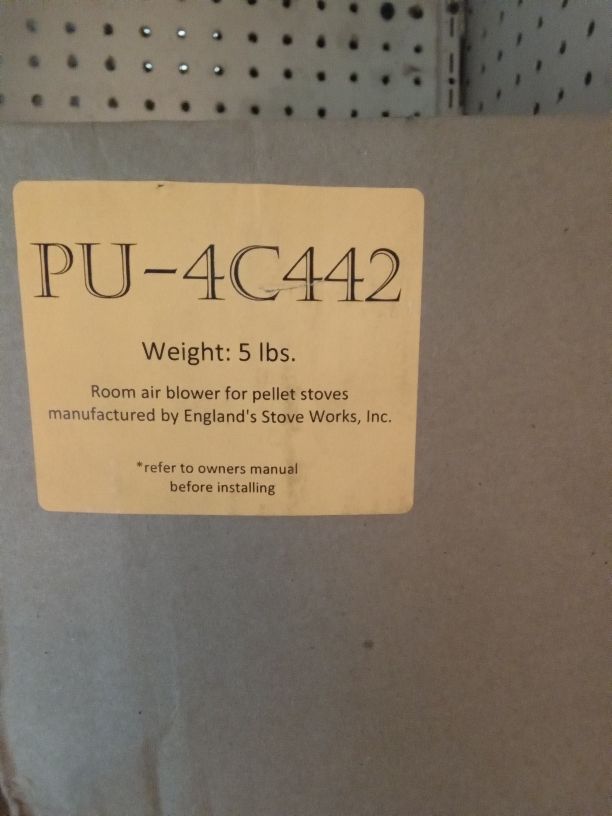 PU-4C442
Weight: 5 lbs.
Room air blower for pellet stoves
manufactured by England's Stove Works, Inc.
*refer to owners manual
before installing